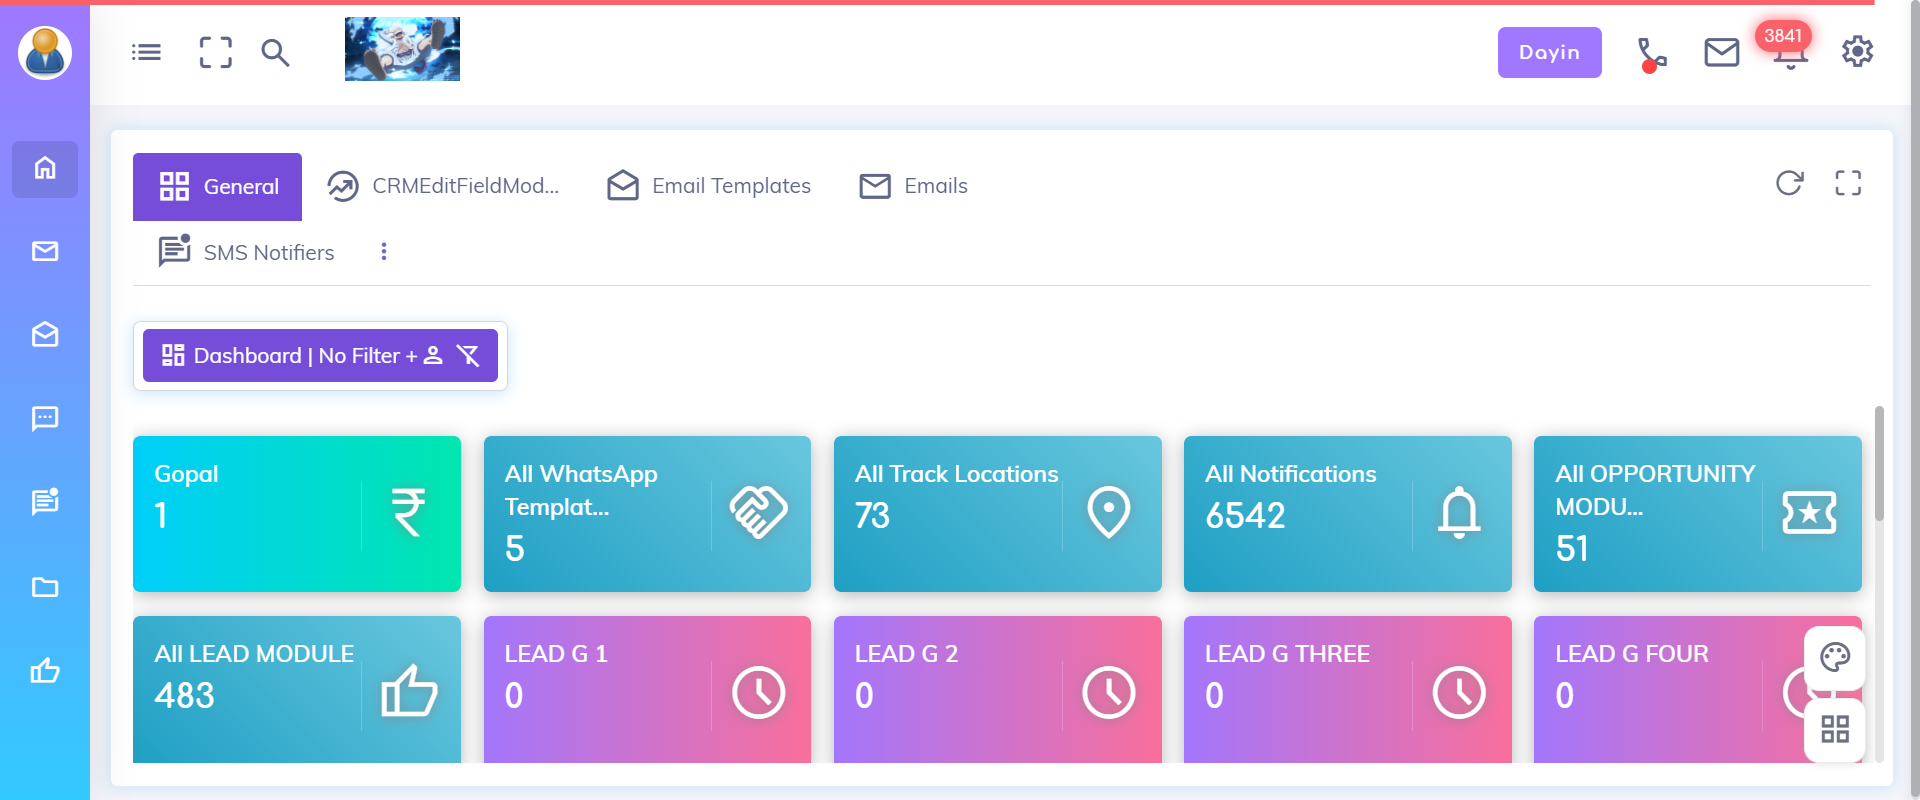 Dayin
3841
General
CRMEditFieldMod...
Email Templates
Emails
SMS Notifiers
Dashboard | No Filter +
Gopal
1
All WhatsApp
Templat...
5
All Track Locations
73
All Notifications
6542
All OPPORTUNITY
MODU...
51
All LEAD MODULE
483
LEAD G 1
0
LEAD G 2
0
LEAD G THREE
0
LEAD G FOUR
0